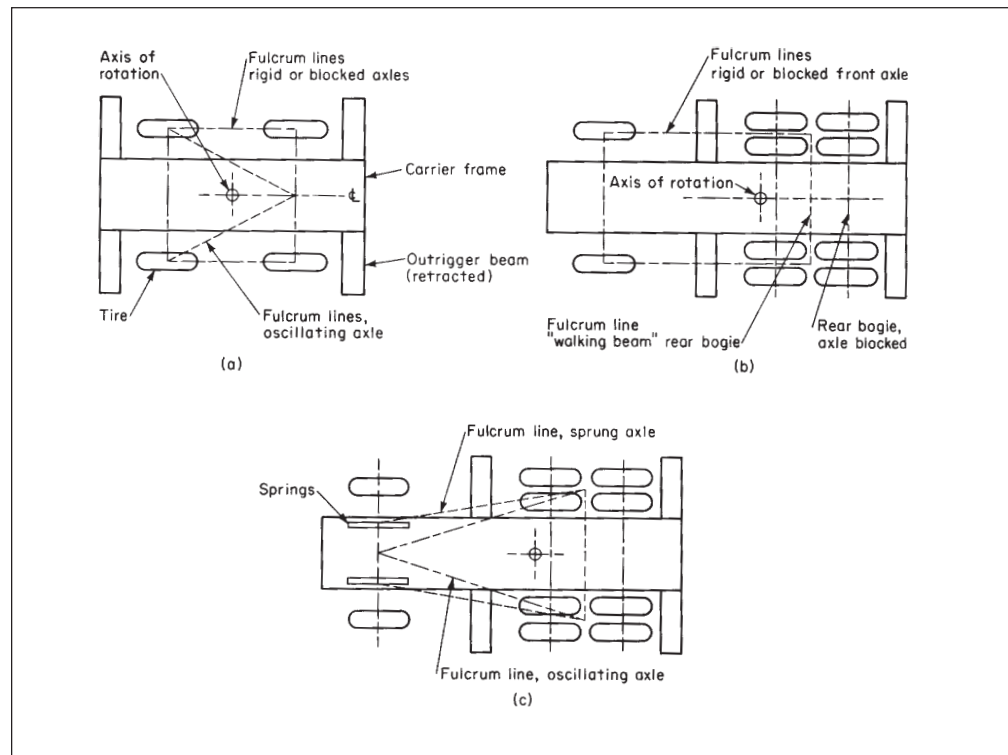 Axis of
rotation
Fulcrum lines
rigid or blocked axles
Carrier frame
℄
Outrigger beam
(retracted)
Tire
Fulcrum lines,
oscillating axle
(a)
Fulcrum lines
rigid or blocked front axle
Axis of rotation
Fulcrum line
"walking beam" rear bogie
Rear bogie,
axle blocked
(b)
Fulcrum line, sprung axle
Springs
Fulcrum line, oscillating axle
(c)